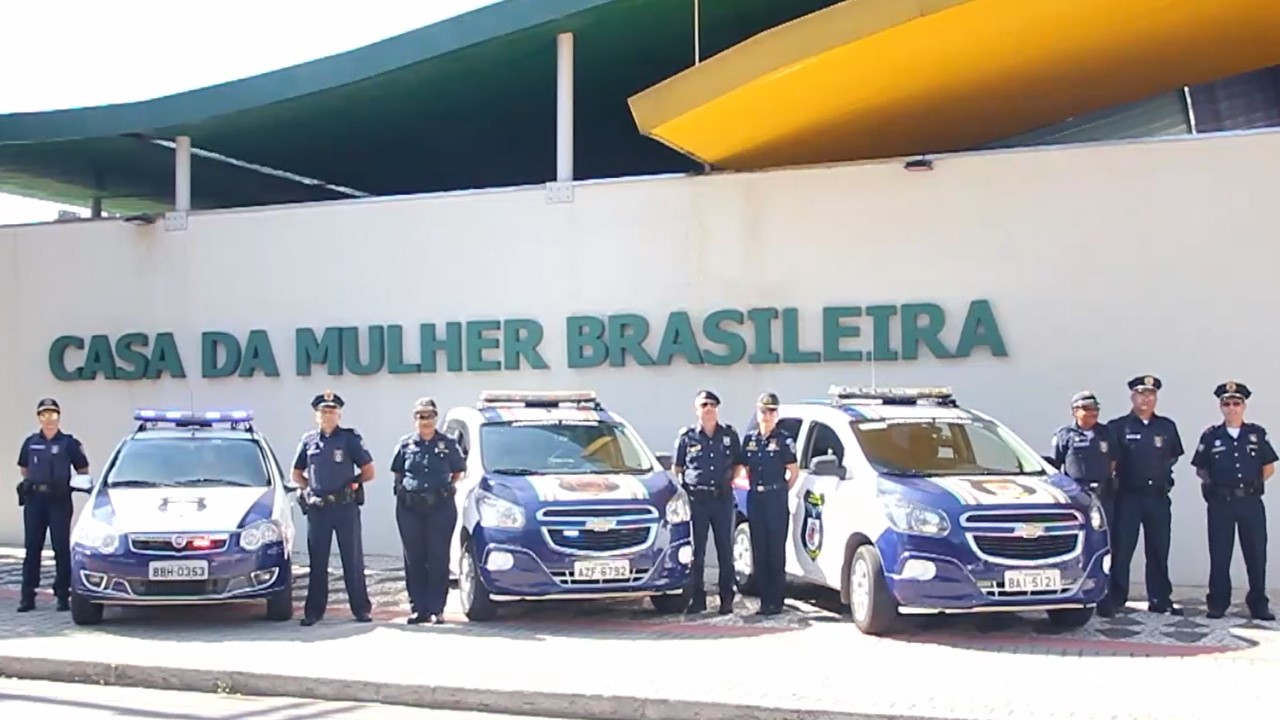 CASA DA MULHER BRASILEIRA
BBH-0353
AZF-6792
BAI-5121